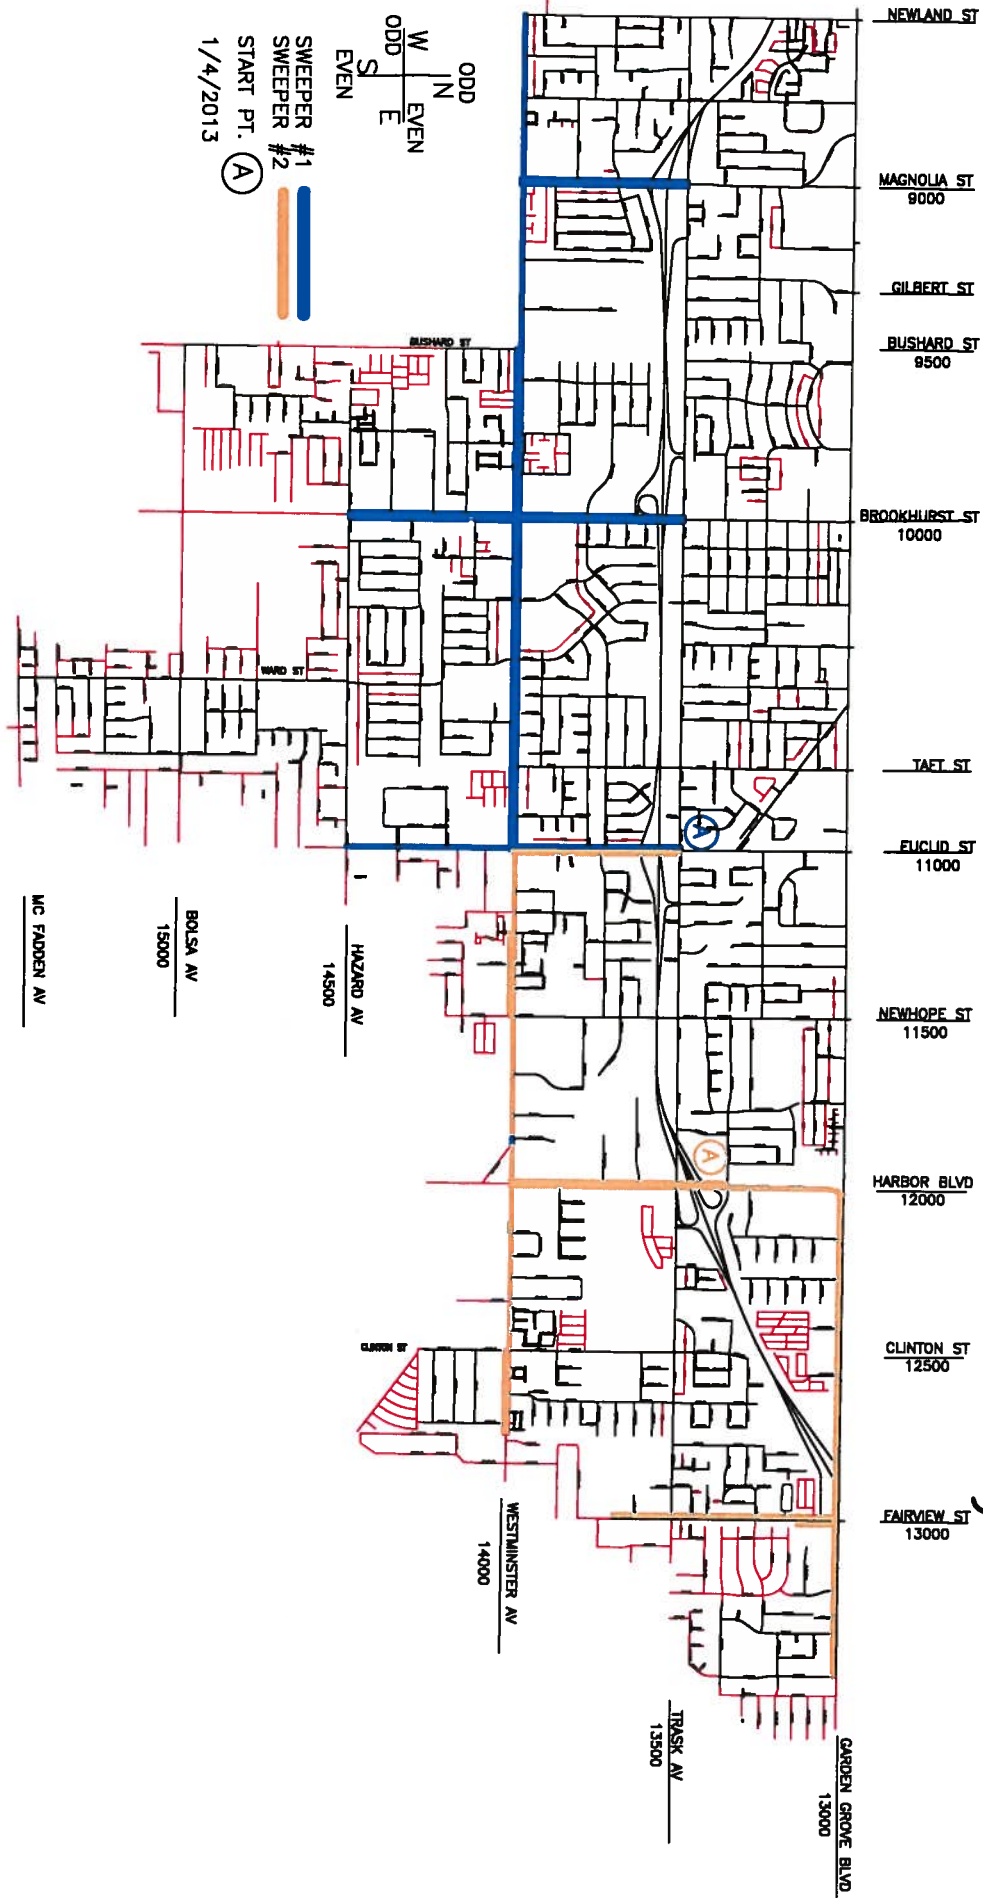 NEWLAND ST
MAGNOLIA ST
9000
GILBERT ST
BUSHARD ST
9500
BROOKHURST ST
10000
TAFT ST
EUCLID ST
11000
NEWHOPE ST
11500
HARBOR BLVD
12000
CLINTON ST
12500
FAIRVIEW ST
13000
GARDEN GROVE BLVD
13000
TRASK AV
13500
WESTMINSTER AV
14000
HAZARD AV
14500
BOLSA AV
15000
MC FADDEN AV
BUSHARD ST
WARD ST
CLINTON ST
A
A
ODD
N
EVEN
W
E
ODD
S
EVEN
SWEEPER #1
SWEEPER #2
START PT. A
1/4/2013